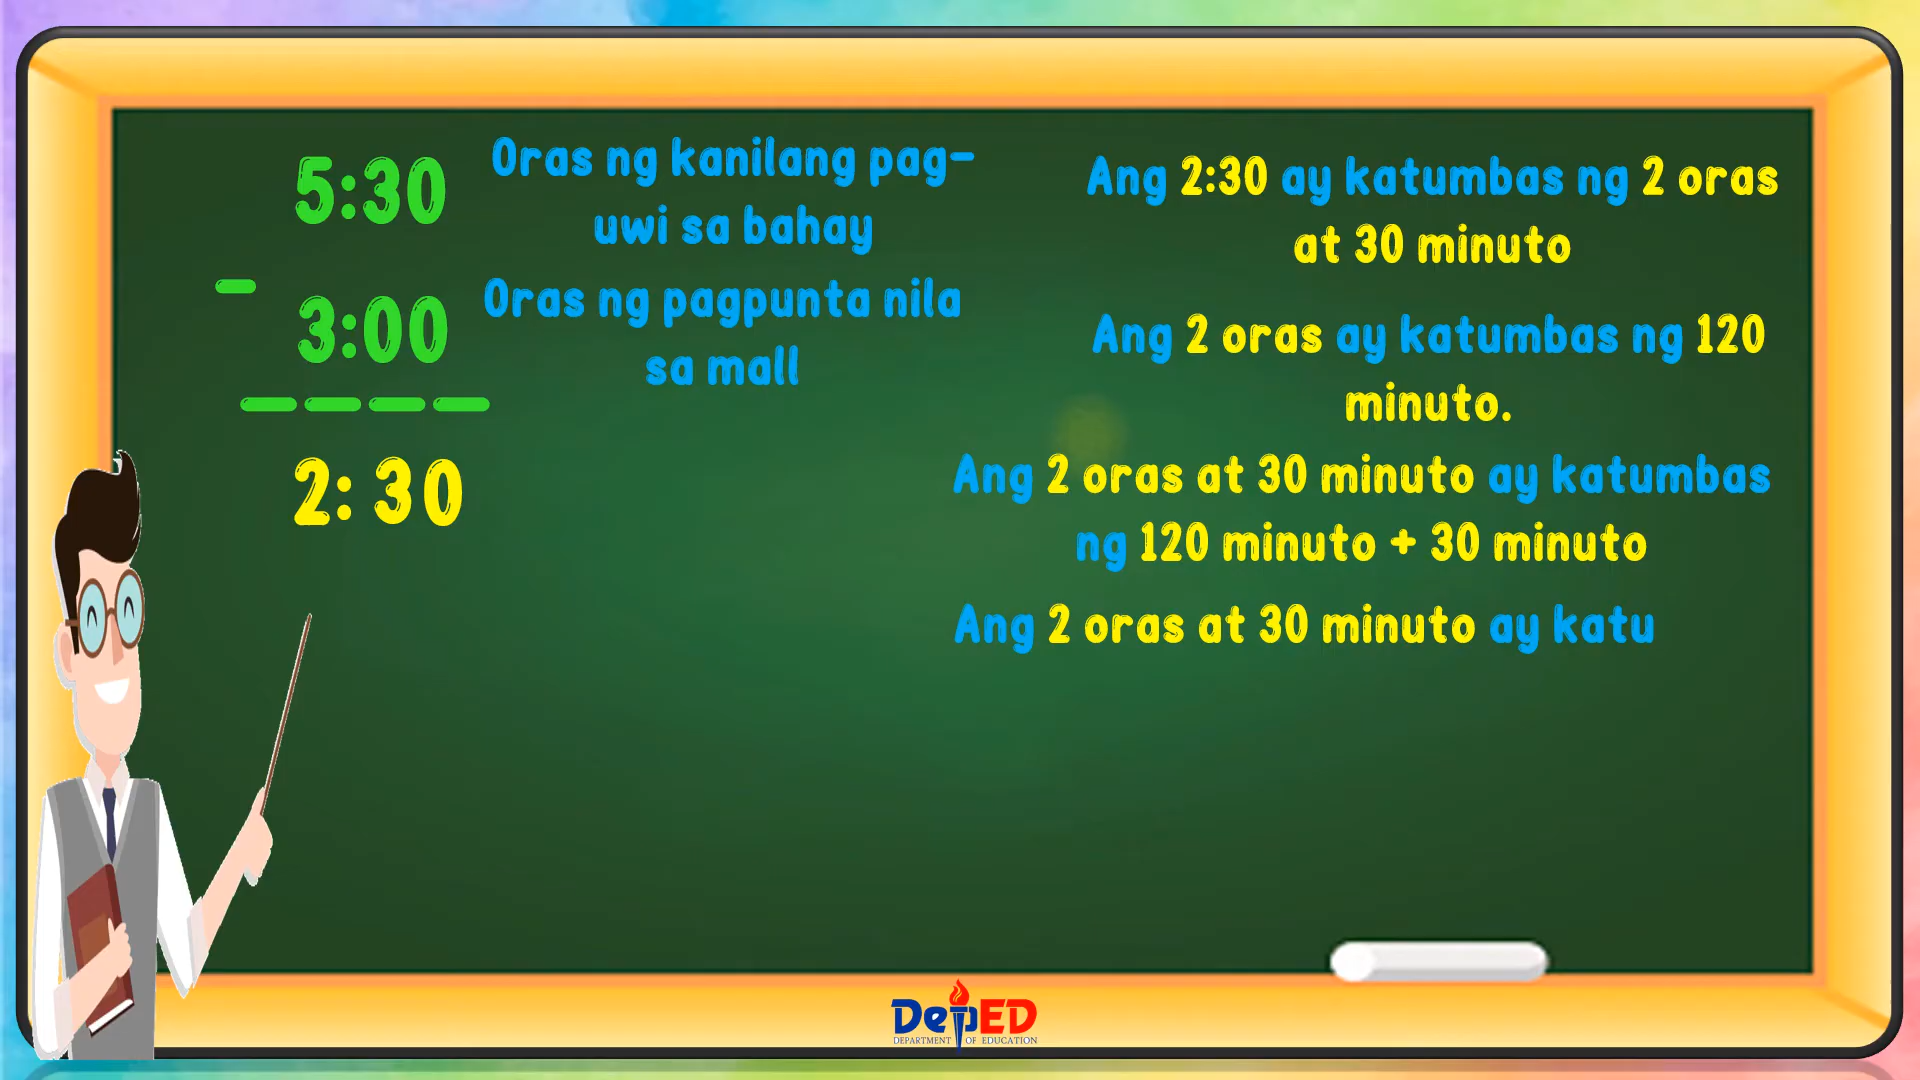 5:30
Oras ng kanilang pag-
uwi sa bahay
-
3:00
Oras ng pagpunta nila
sa mall
2: 30
Ang 2:30 ay katumbas ng 2 oras
at 30 minuto
Ang 2 oras ay katumbas ng 120
minuto.
Ang 2 oras at 30 minuto ay katumbas
ng 120 minuto + 30 minuto
Ang 2 oras at 30 minuto ay katu
DepED
DEPARTMENT OF EDUCATION